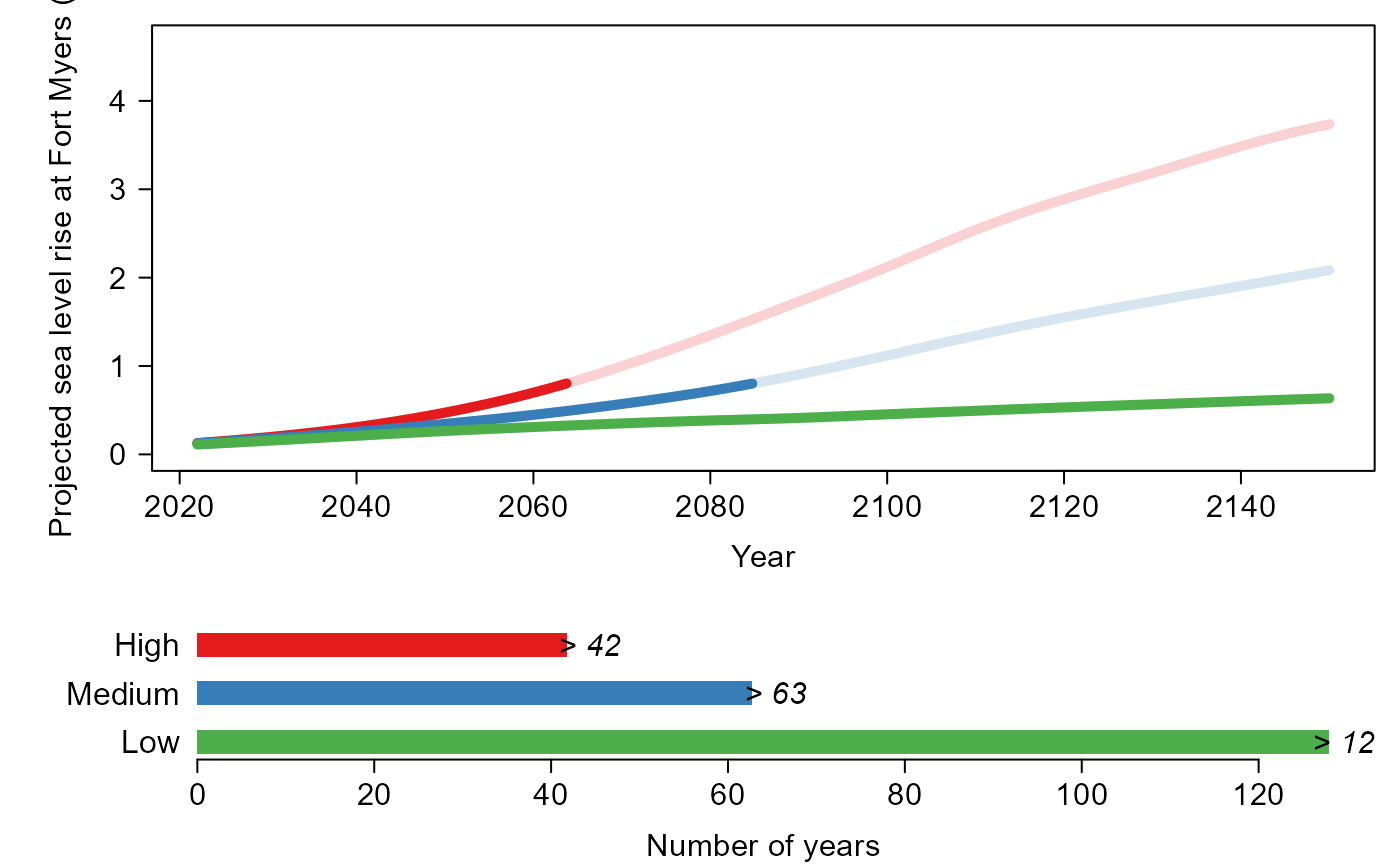 Projected sea level rise at Fort Myers (
4
3
2
1
0
2020 2040 2060 2080 2100 2120 2140
Year
High > 42
Medium > 63
Low > 12
0 20 40 60 80 100 120
Number of years